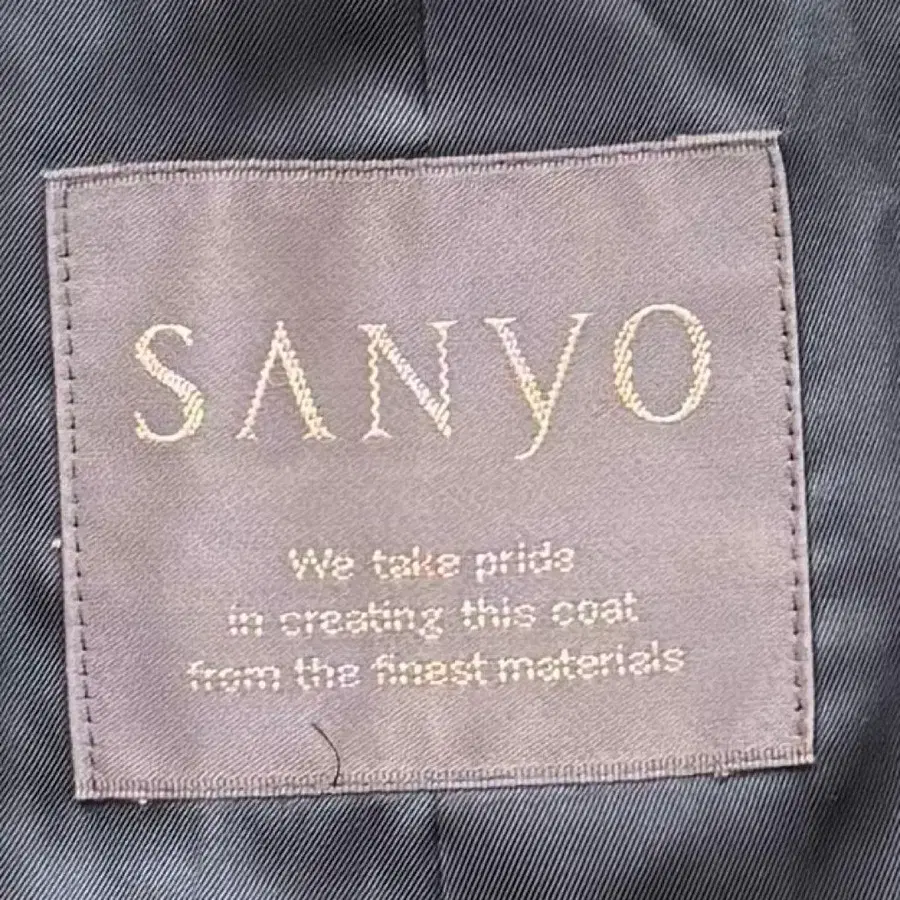 SANyO
We take pride
in creating this coat
from the finest materials